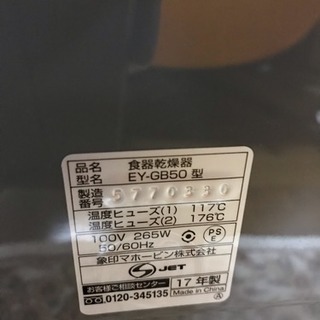 品名 食器乾燥器
型名 EY-GB50 型
製造番号 5770380
温度ヒューズ(1) 117℃
温度ヒューズ(2) 176℃
100V 265W
50/60Hz
PS
E
象印マホービン株式会社
S JET
お客様ご相談センター 17年製
0120-345135 Made in China
A